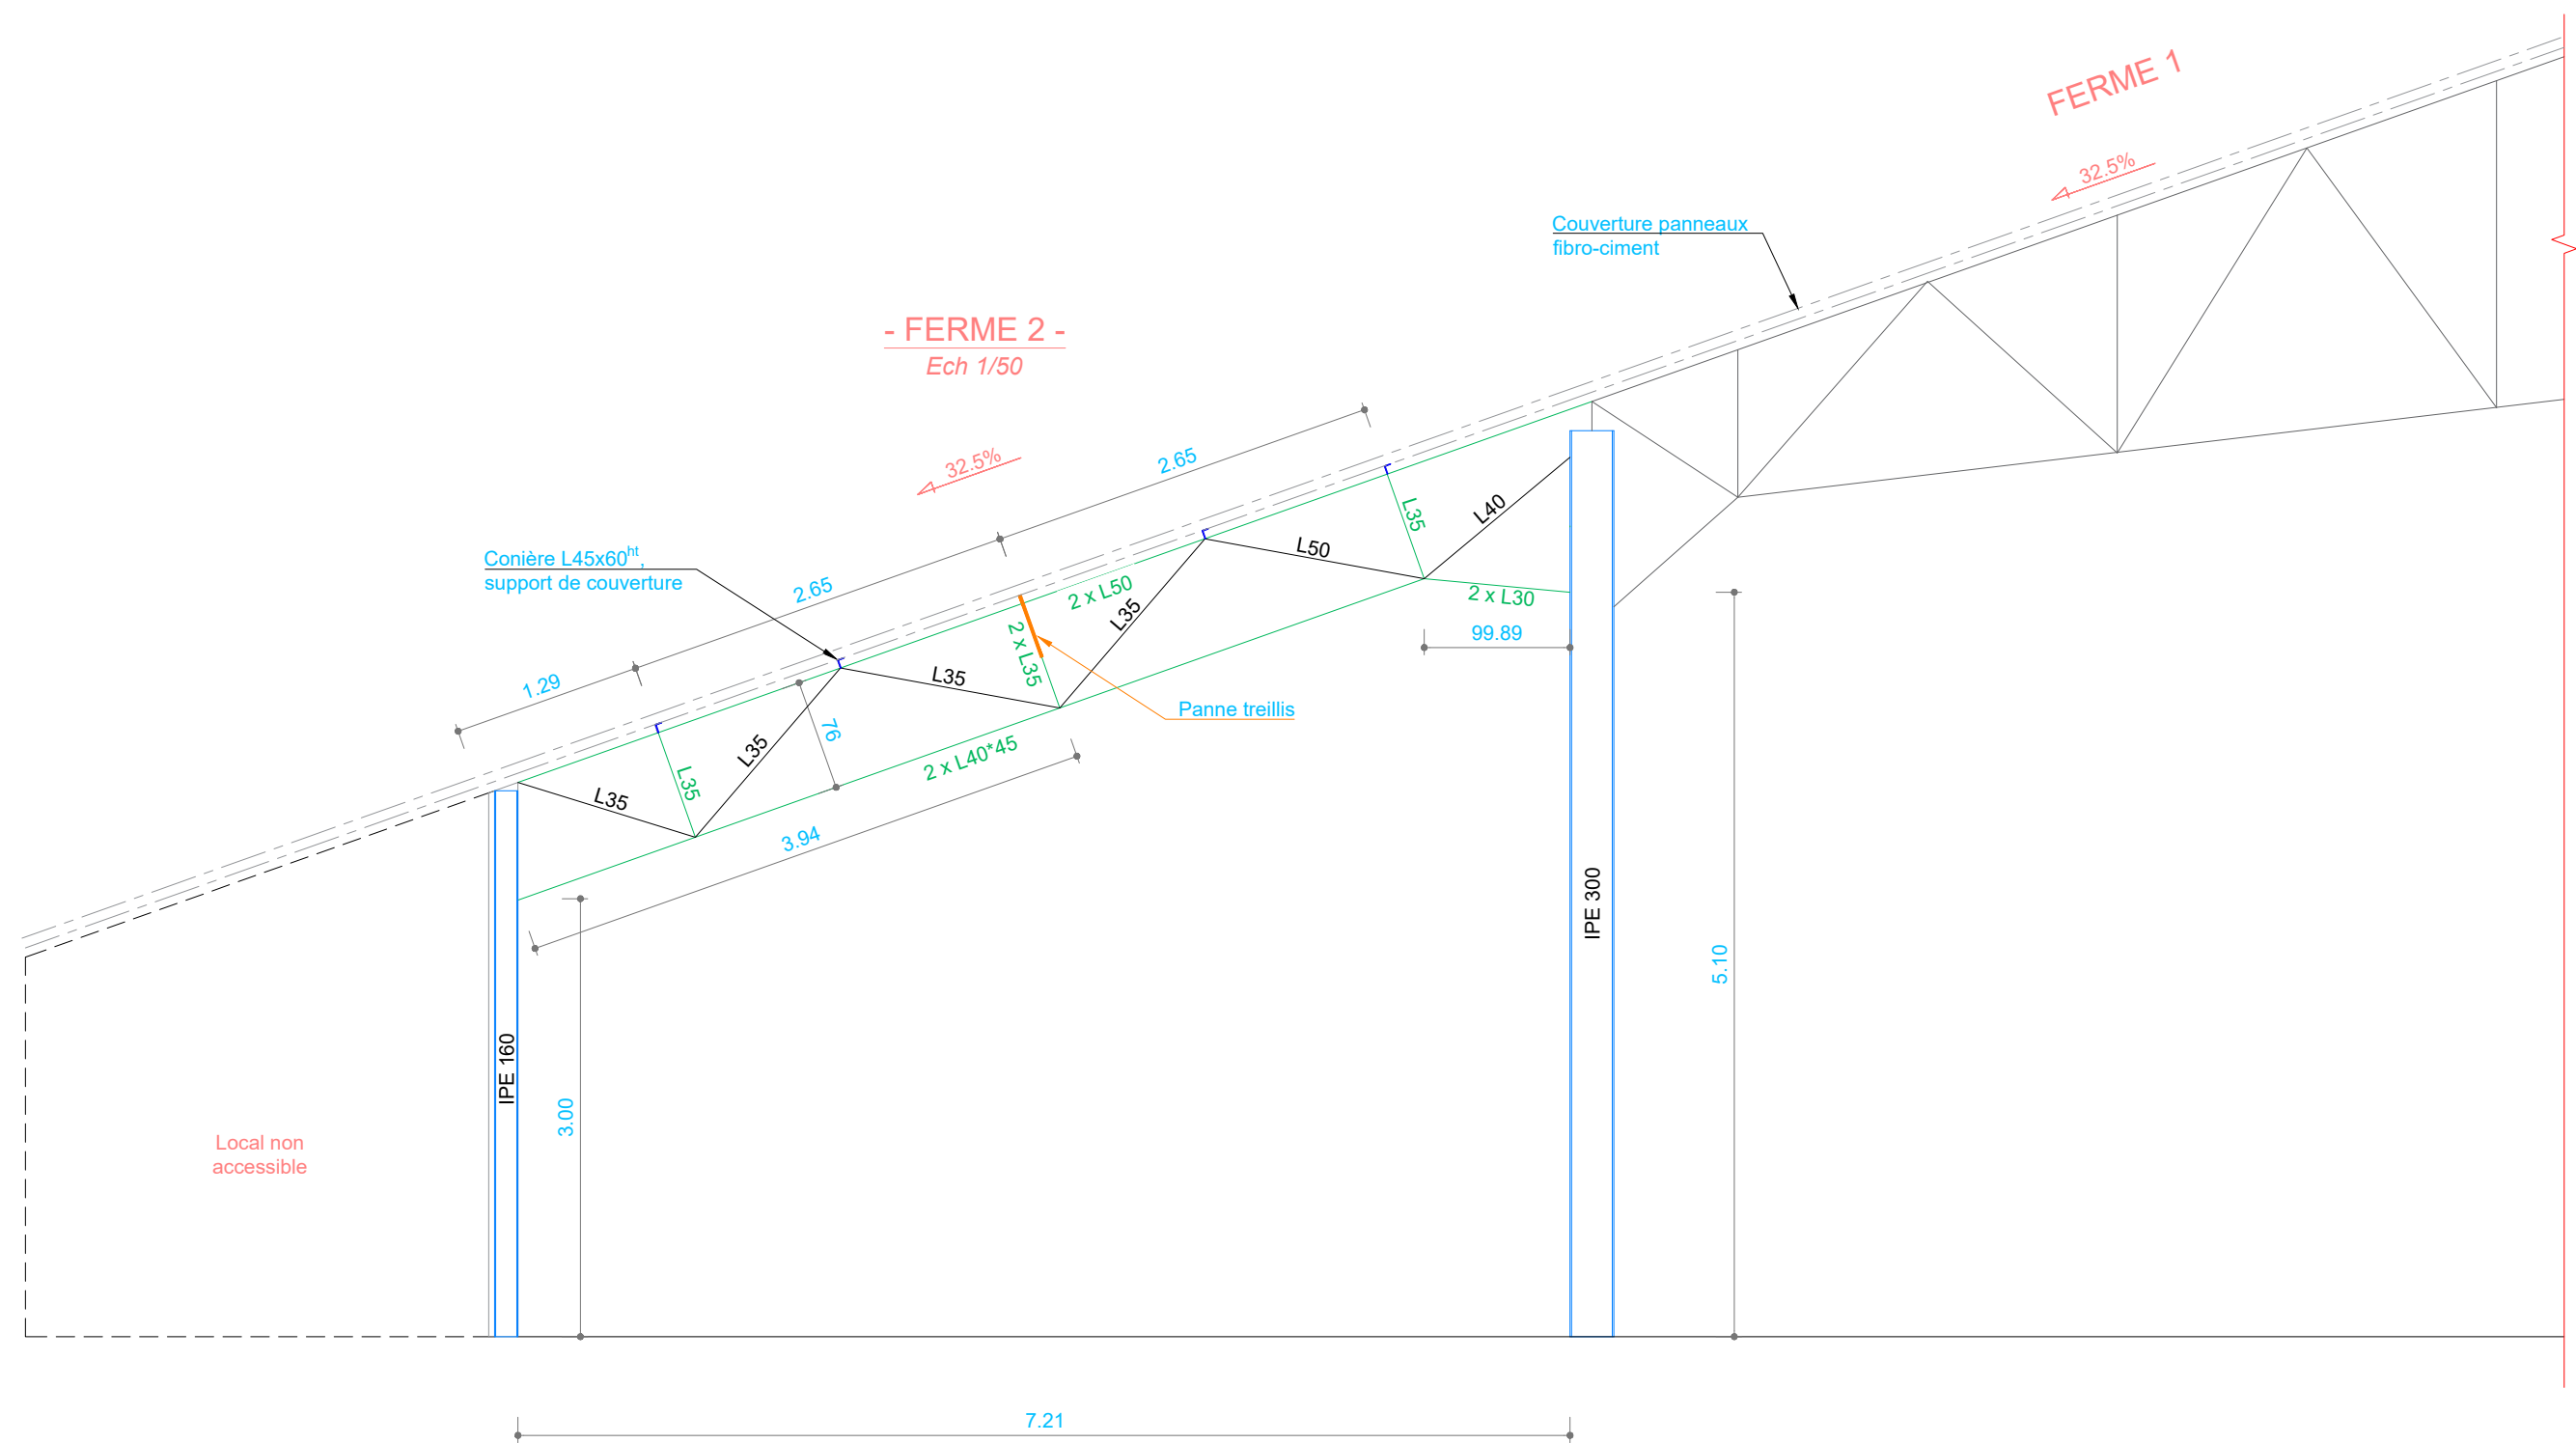 FERME 1
32.5%
Couverture panneaux
fibro-ciment
- FERME 2 -
Ech 1/50
32.5%
2.65
2.65
1.29
Conière L45x60ht,
support de couverture
L35
L40
L50
2 x L50
2 x L30
L35
2 x L35
99.89
L35
76
Panne treillis
L35
L35
2 x L40*45
L35
3.94
IPE 300
5.10
IPE 160
3.00
Local non
accessible
7.21